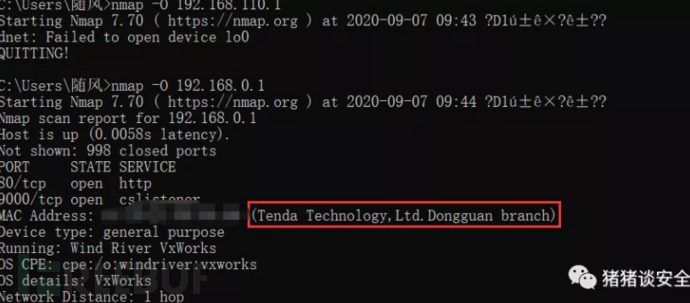 C:\Users\随风>nmap -O 192.168.110.1
Starting Nmap 7.70 ( https://nmap.org ) at 2020-09-07 09:43 ?D1ú±ê×?ê±??
dnet: Failed to open device lo0
QUITTING!
C:\Users\随风>nmap -O 192.168.0.1
Starting Nmap 7.70 ( https://nmap.org ) at 2020-09-07 09:44 ?D1ú±ê×?ê±??
Nmap scan report for 192.168.0.1
Host is up (0.0058s latency).
Not shown: 998 closed ports
PORT STATE SERVICE
80/tcp open http
9000/tcp open cslistener
MAC Address: (Tenda Technology,Ltd.Dongguan branch)
Device type: general purpose
Running: Wind River VxWorks
OS CPE: cpe:/o:windriver:vxworks
OS details: VxWorks
Network Distance: 1 hop
猪猪谈安全